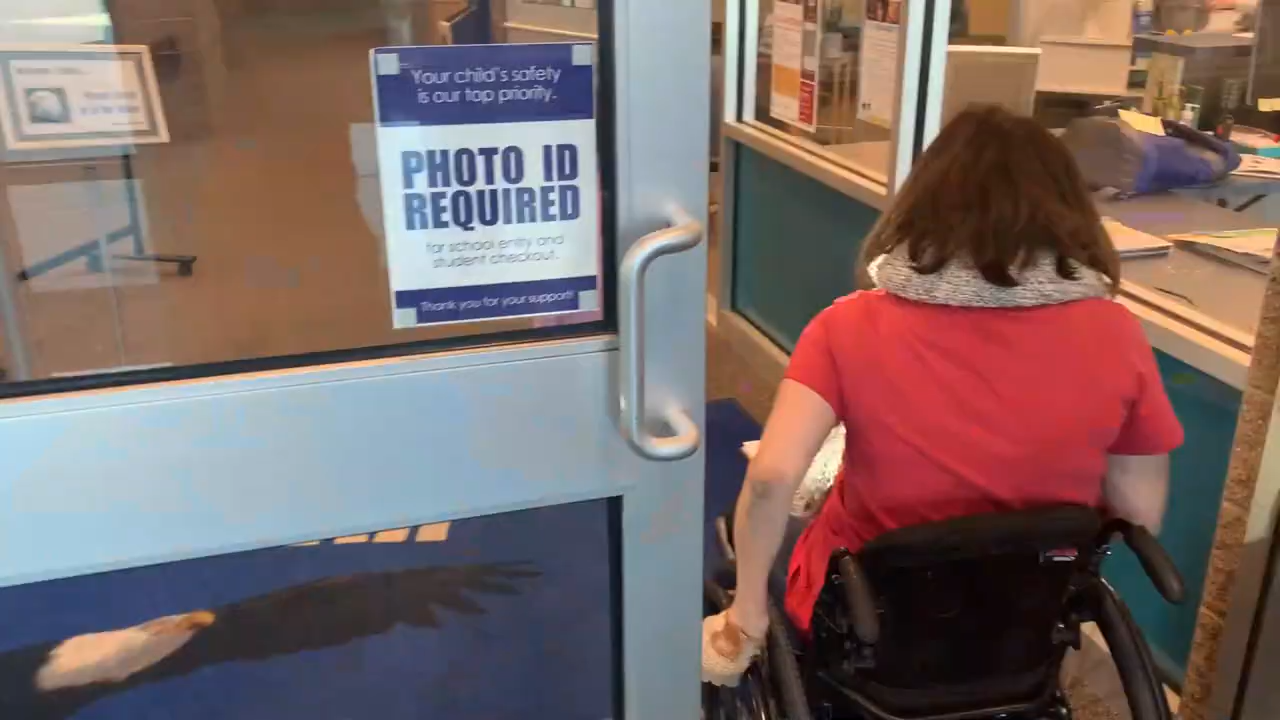 Your child's safety
is our top priority.
PHOTO ID
REQUIRED
for school entry and
student checkout.
Thank you for your support!